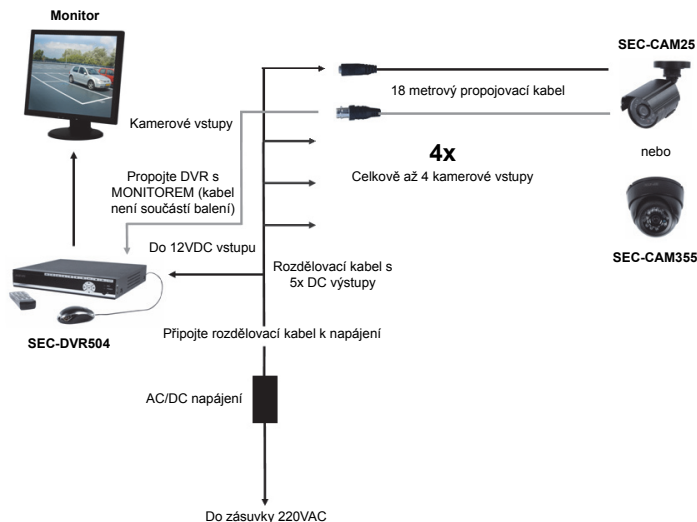 Monitor
SEC-CAM25
18 metrový propojovací kabel
Kamerové vstupy
4x
nebo
Celkově až 4 kamerové vstupy
Propojte DVR s
MONITOREM (kabel
není součástí balení)
SEC-CAM355
Do 12VDC vstupu
Rozdělovací kabel s
5x DC výstupy
SEC-DVR504
Připojte rozdělovací kabel k napájení
AC/DC napájení
Do zásuvky 220VAC